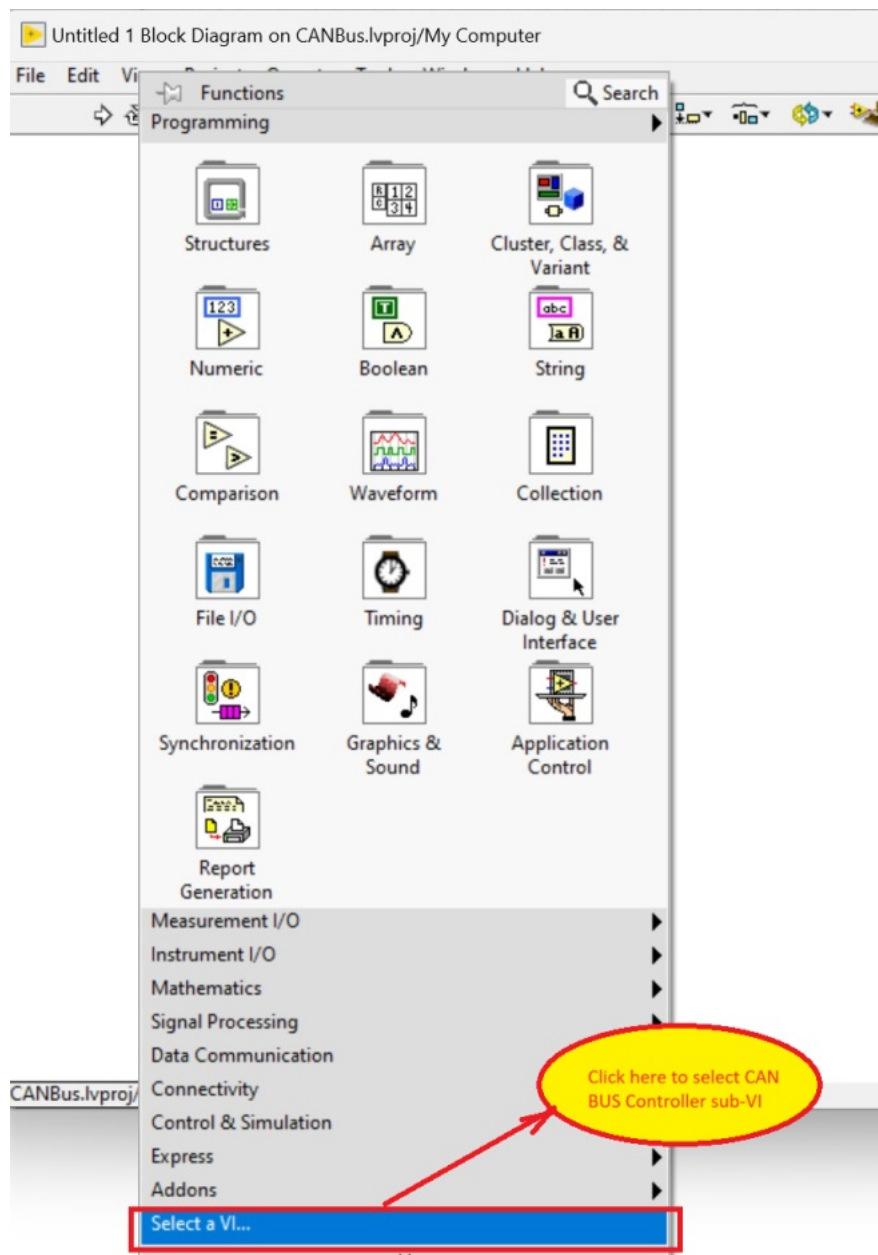 Untitled 1 Block Diagram on CANBus.lvproj/My Computer
File Edit
Functions Search
Programming
Structures Array Cluster, Class, &
Variant
123 abc
Numeric Boolean String
Comparison Waveform Collection
File I/O Timing Dialog & User
Interface
Synchronization Graphics & Application
Sound Control
Report
Generation
Measurement I/O
Instrument I/O
Mathematics
Signal Processing
Data Communication
Click here to select CAN
BUS Controller sub-VI
CANBus.lvproj/ Connectivity
Control & Simulation
Express
Addons
Select a VI...